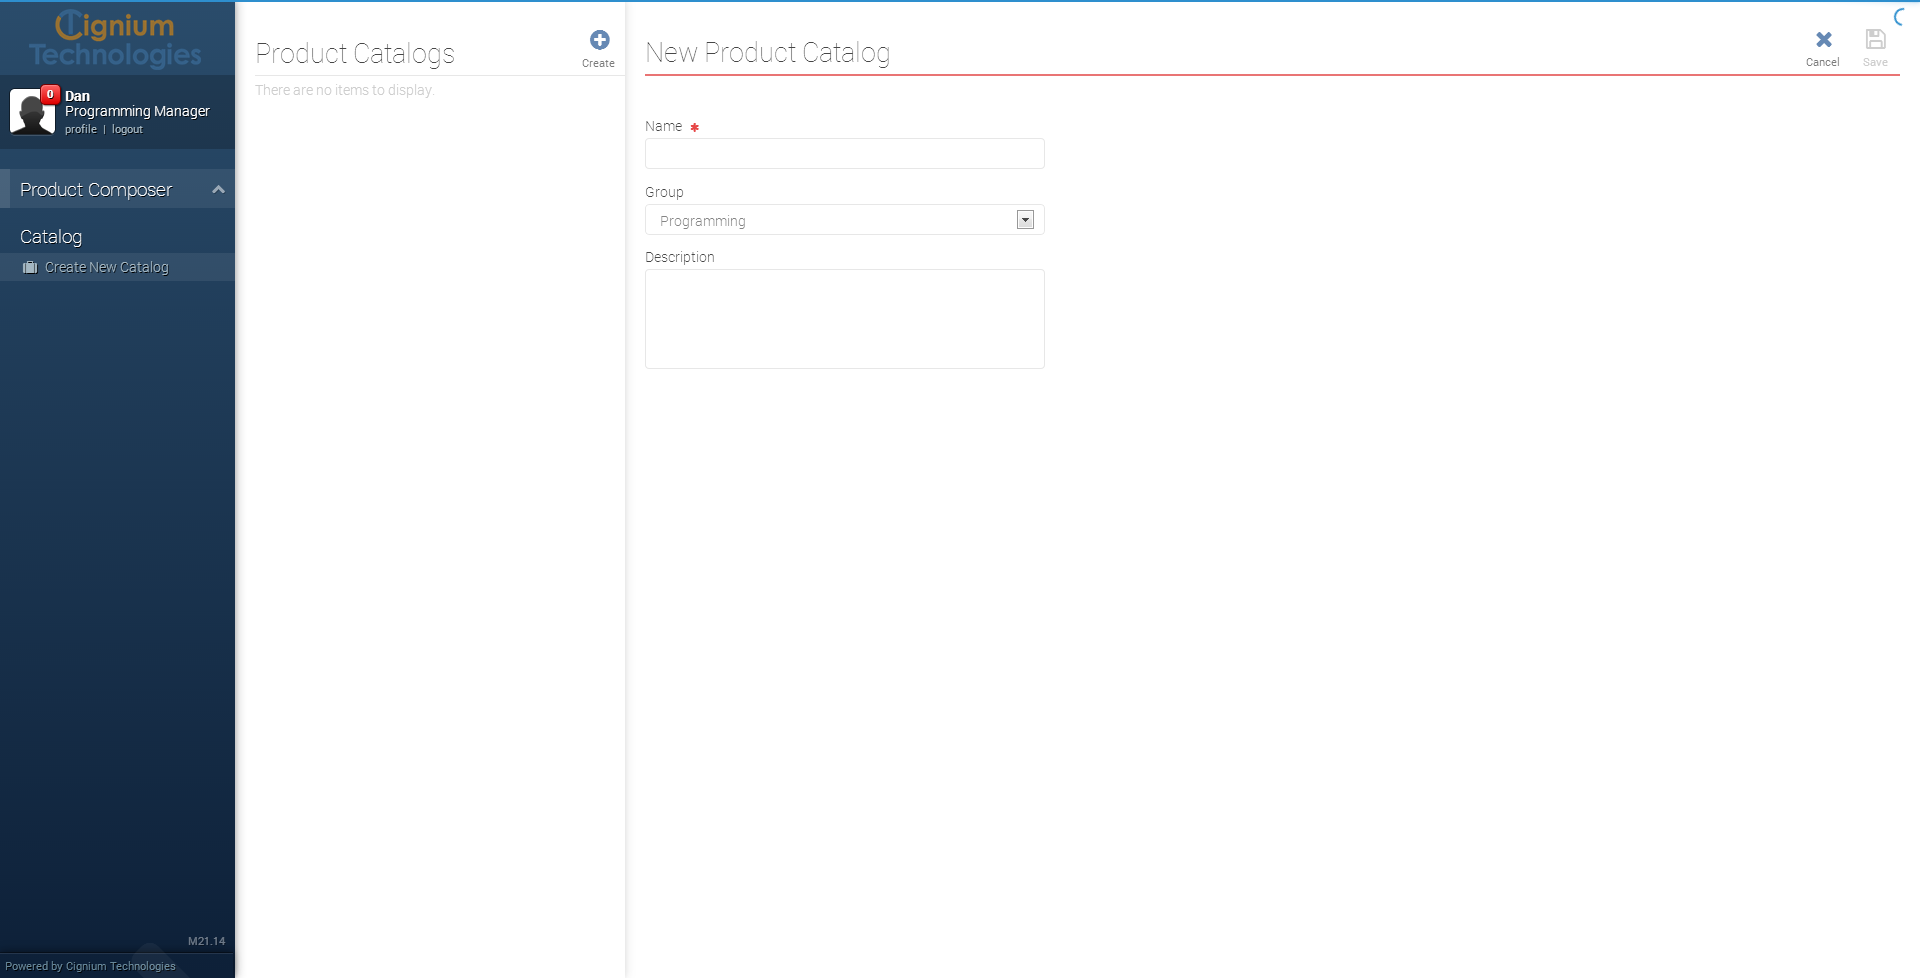 Cignium
Technologies
0
Dan
Programming Manager
profile | logout
Product Composer
Catalog
Create New Catalog
M21.14
Powered by Cignium Technologies
Product Catalogs
Create
There are no items to display.
New Product Catalog
Cancel
Save
Name *
Group
Programming
Description